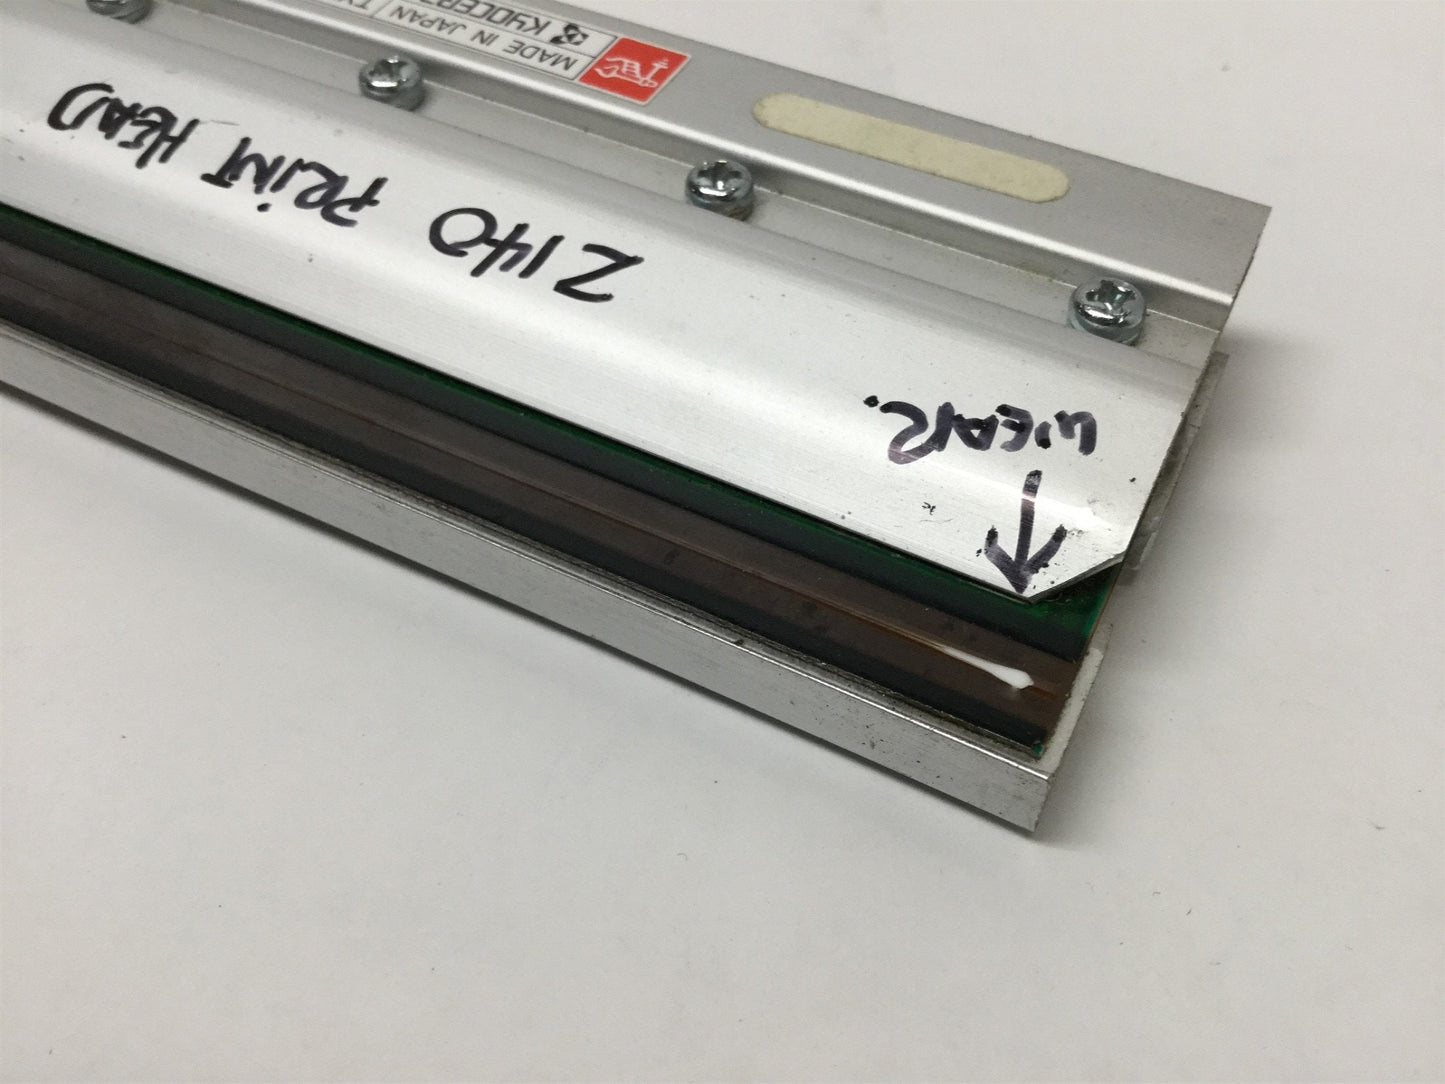 MADE IN JAPAN
KYOCERA
Z140 PRINT HEAD
WEAR.